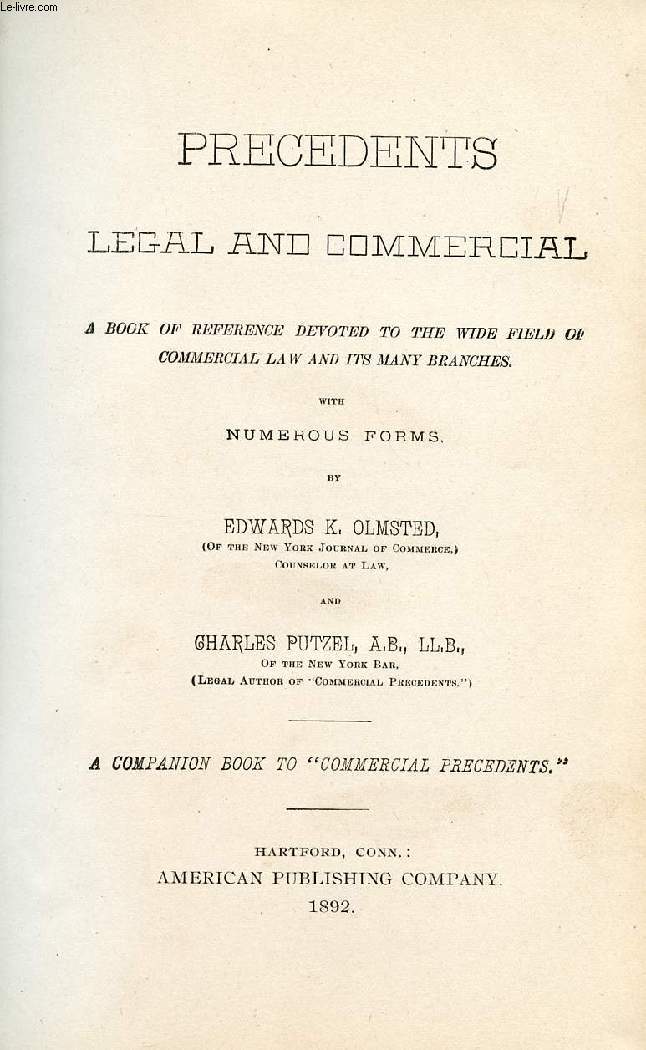 Le-livre.com
PRECEDENTS
LEGAL AND COMMERCIAL
A BOOK OF REFERENCE DEVOTED TO THE WIDE FIELD OF
COMMERCIAL LAW AND ITS MANY BRANCHES.
WITH
NUMEROUS FORMS.
BY
EDWARDS K. OLMSTED,
(OF THE NEW YORK JOURNAL OF COMMERCE,)
COUNSELOR AT LAW,
AND
CHARLES PUTZEL, A.B., LL.B.,
OF THE NEW YORK BAR,
(LEGAL AUTHOR OF "COMMERCIAL PRECEDENTS.")
A COMPANION BOOK TO "COMMERCIAL PRECEDENTS."
HARTFORD, CONN.:
AMERICAN PUBLISHING COMPANY.
1892.